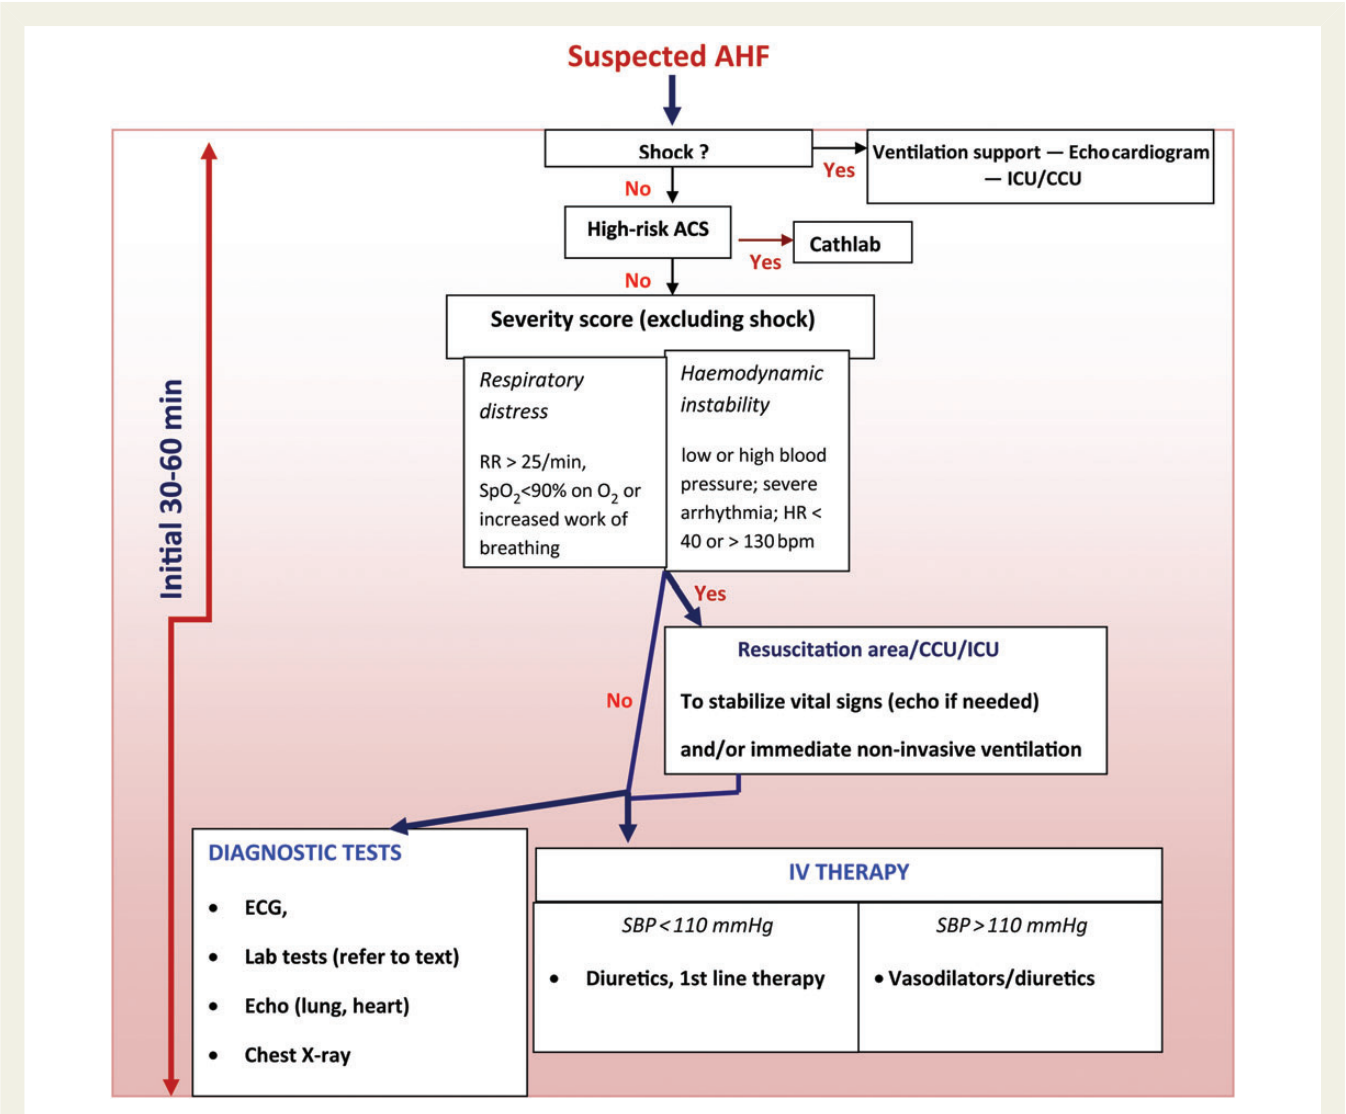 Suspected AHF
Shock ?
Yes
Ventilation support — Echocardiogram
— ICU/CCU
No
High-risk ACS
Yes
Cathlab
No
Severity score (excluding shock)
Respiratory
distress
RR > 25/min,
SpO₂<90% on O₂ or
increased work of
breathing
Haemodynamic
instability
low or high blood
pressure; severe
arrhythmia; HR <
40 or > 130 bpm
Initial 30-60 min
Yes
No
Resuscitation area/CCU/ICU
To stabilize vital signs (echo if needed)
and/or immediate non-invasive ventilation
DIAGNOSTIC TESTS
• ECG,
• Lab tests (refer to text)
• Echo (lung, heart)
• Chest X-ray
IV THERAPY
SBP < 110 mmHg
• Diuretics, 1st line therapy
SBP > 110 mmHg
• Vasodilators/diuretics